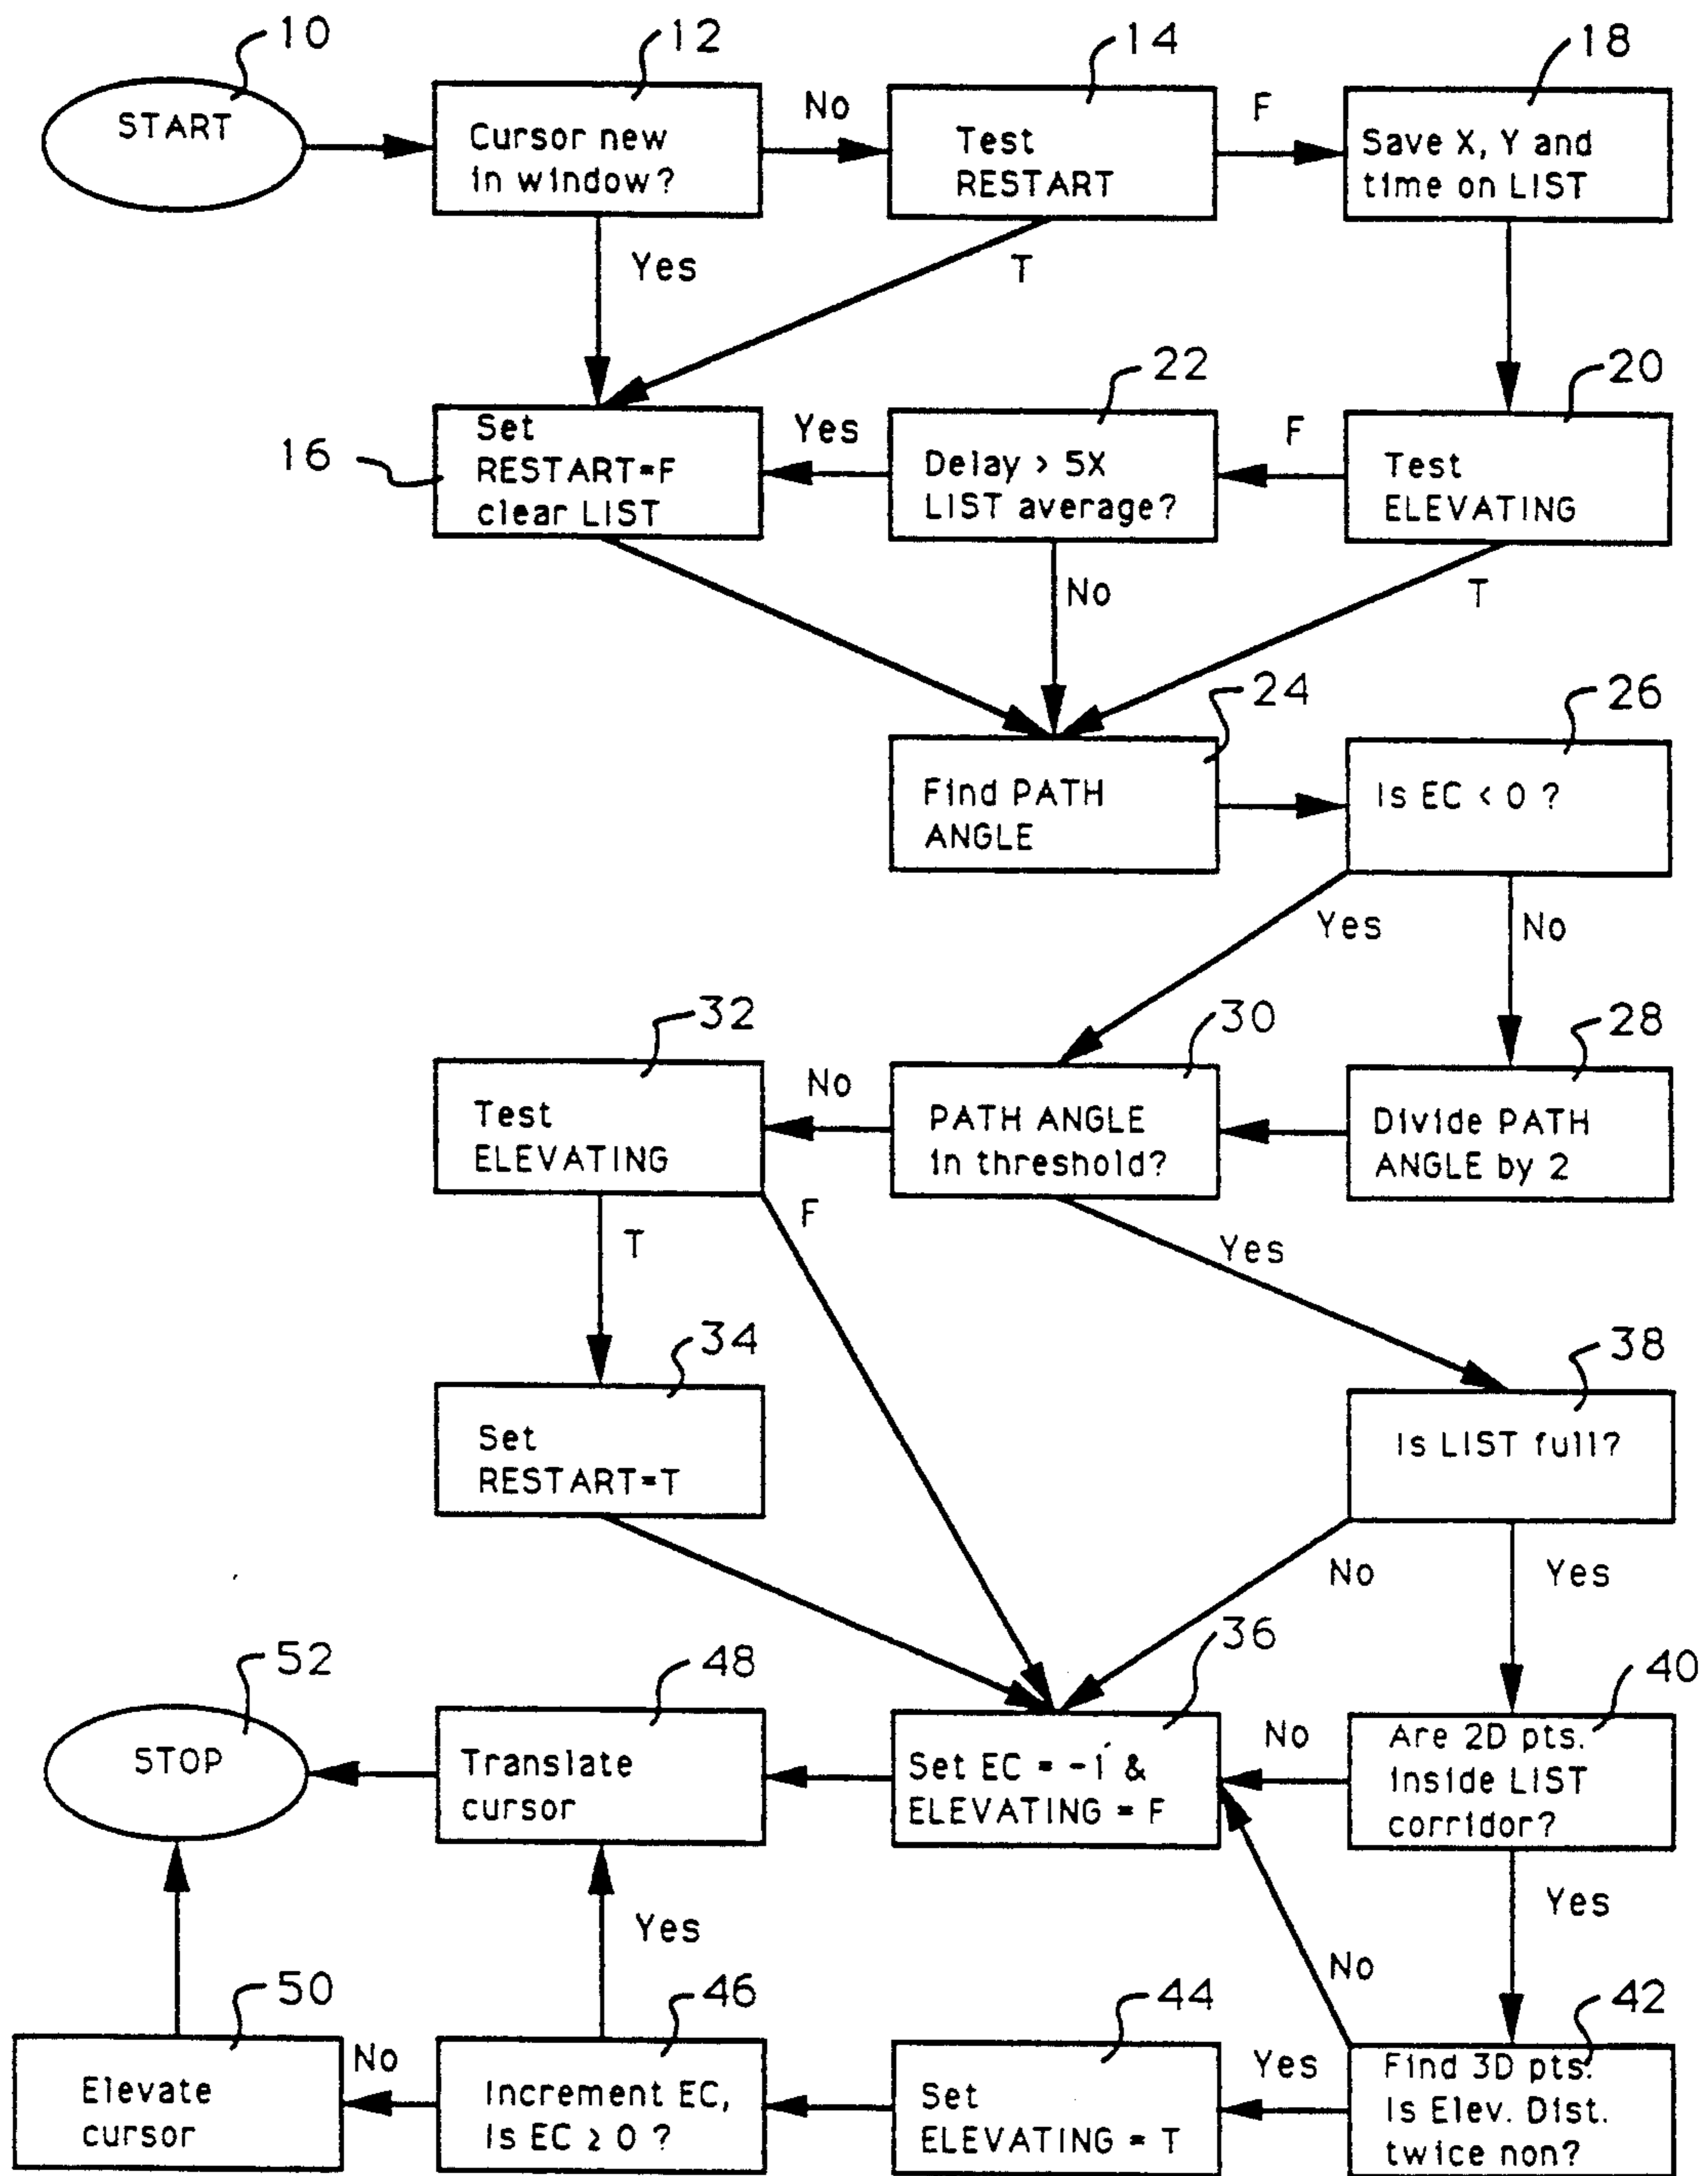 10
12
14
18
START
Cursor new
in window?
No
Test
RESTART
F
Save X, Y and
time on LIST
Yes
T
22
20
16
Set
RESTART=F
clear LIST
Yes
Delay > 5X
LIST average?
F
Test
ELEVATING
No
T
24
26
Find PATH
ANGLE
Is EC < 0 ?
Yes
No
32
30
28
Test
ELEVATING
No
PATH ANGLE
in threshold?
Divide PATH
ANGLE by 2
T
F
Yes
34
38
Set
RESTART=T
Is LIST full?
No
Yes
52
48
36
40
STOP
Translate
cursor
Set EC = -1 &
ELEVATING = F
No
Are 2D pts.
inside LIST
corridor?
Yes
No
Yes
50
46
44
42
Elevate
cursor
No
Increment EC,
is EC ≥ 0 ?
Set
ELEVATING = T
Yes
Find 3D pts.
Is Elev. Dist.
twice non?